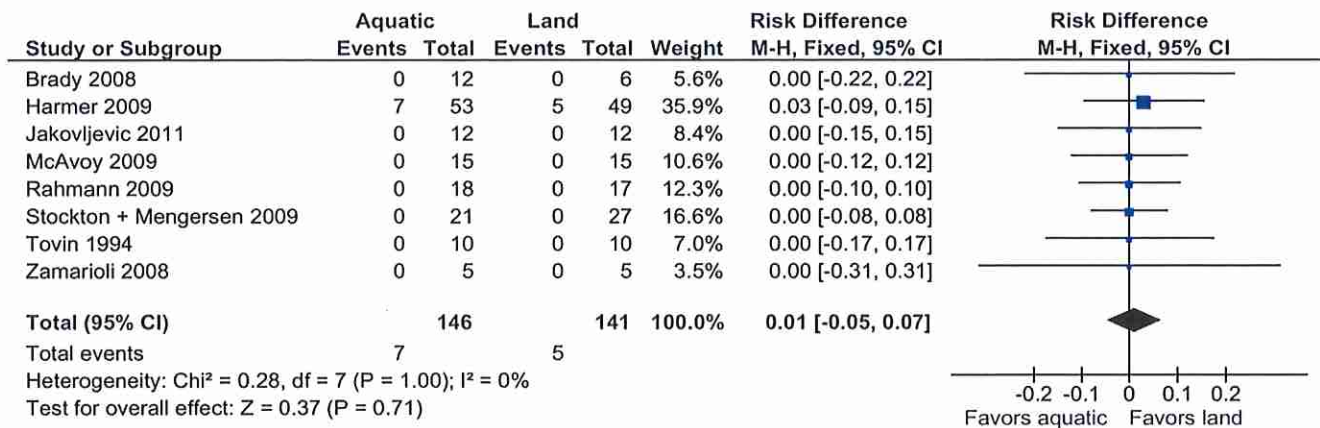 Aquatic Land Risk Difference Risk Difference
Study or Subgroup Events Total Events Total Weight M-H, Fixed, 95% CI M-H, Fixed, 95% CI
Brady 2008 0 12 0 6 5.6% 0.00 [-0.22, 0.22]
Harmer 2009 7 53 5 49 35.9% 0.03 [-0.09, 0.15]
Jakovljevic 2011 0 12 0 12 8.4% 0.00 [-0.15, 0.15]
McAvoy 2009 0 15 0 15 10.6% 0.00 [-0.12, 0.12]
Rahmann 2009 0 18 0 17 12.3% 0.00 [-0.10, 0.10]
Stockton + Mengersen 2009 0 21 0 27 16.6% 0.00 [-0.08, 0.08]
Tovin 1994 0 10 0 10 7.0% 0.00 [-0.17, 0.17]
Zamarioli 2008 0 5 0 5 3.5% 0.00 [-0.31, 0.31]
Total (95% CI) 146 141 100.0% 0.01 [-0.05, 0.07]
Total events 7 5
Heterogeneity: Chi² = 0.28, df = 7 (P = 1.00); I² = 0%
Test for overall effect: Z = 0.37 (P = 0.71)
-0.2 -0.1 0 0.1 0.2
Favors aquatic Favors land